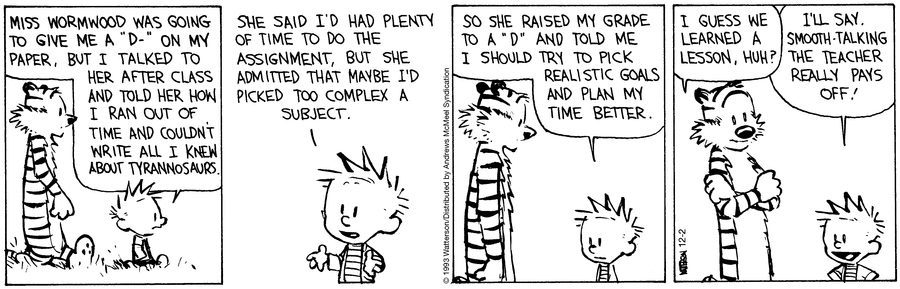 MISS WORMWOOD WAS GOING
TO GIVE ME A "D-" ON MY
PAPER, BUT I TALKED TO
HER AFTER CLASS
AND TOLD HER HOW
I RAN OUT OF
TIME AND COULDN'T
WRITE ALL I KNEW
ABOUT TYRANNOSAURS.
SHE SAID I'D HAD PLENTY
OF TIME TO DO THE
ASSIGNMENT, BUT SHE
ADMITTED THAT MAYBE I'D
PICKED TOO COMPLEX A
SUBJECT.
© 1993 Watterson/Distributed by Andrews McMeel Syndication
SO SHE RAISED MY GRADE
TO A "D" AND TOLD ME
I SHOULD TRY TO PICK
REALISTIC GOALS
AND PLAN MY
TIME BETTER.
I GUESS WE
LEARNED A
LESSON, HUH?
I'LL SAY.
SMOOTH-TALKING
THE TEACHER
REALLY PAYS
OFF!
WATTERSON 12-2